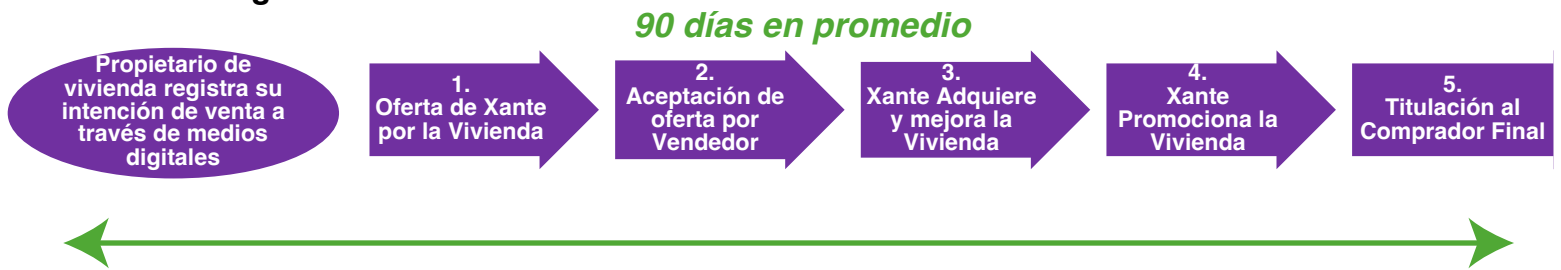 90 días en promedio
Propietario de
vivienda registra su
intención de venta a
través de medios
digitales
1.
Oferta de Xante
por la Vivienda
2.
Aceptación de
oferta por
Vendedor
3.
Xante Adquiere
y mejora la
Vivienda
4.
Xante
Promociona la
Vivienda
5.
Titulación al
Comprador Final